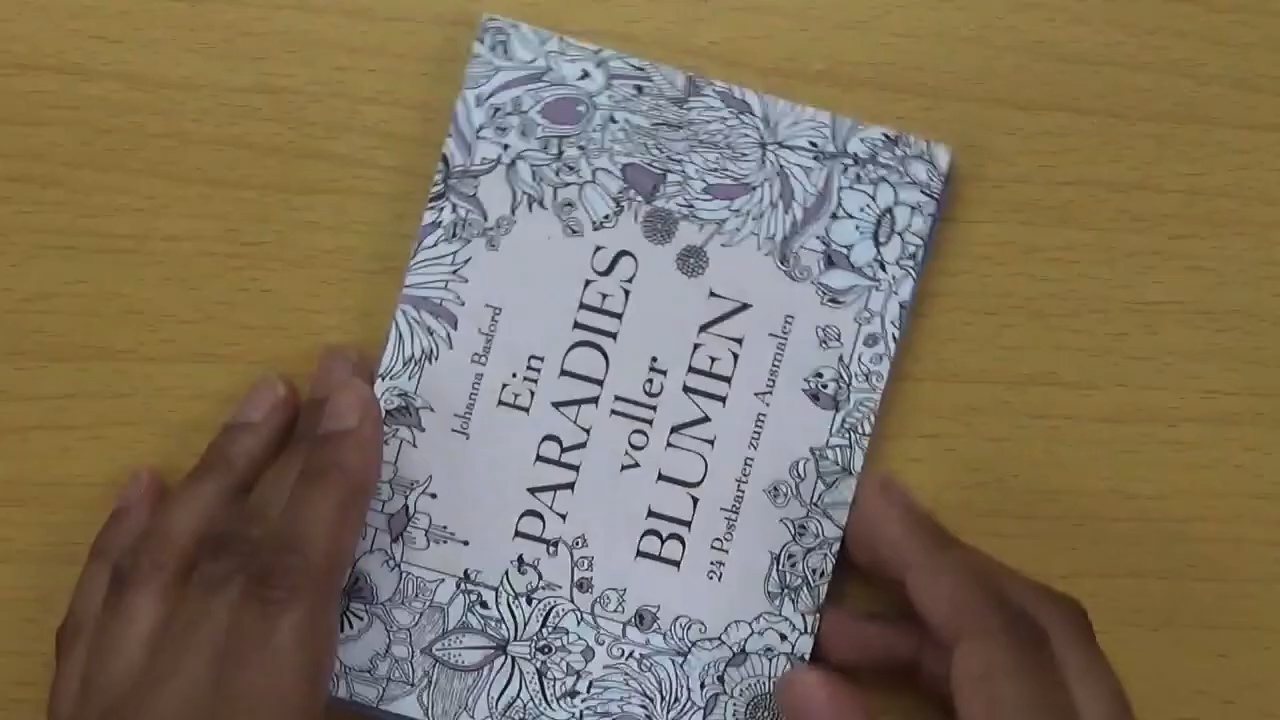 Johanna Basford
Ein
PARADIES
voller
BLUMEN
24 Postkarten zum Ausmalen